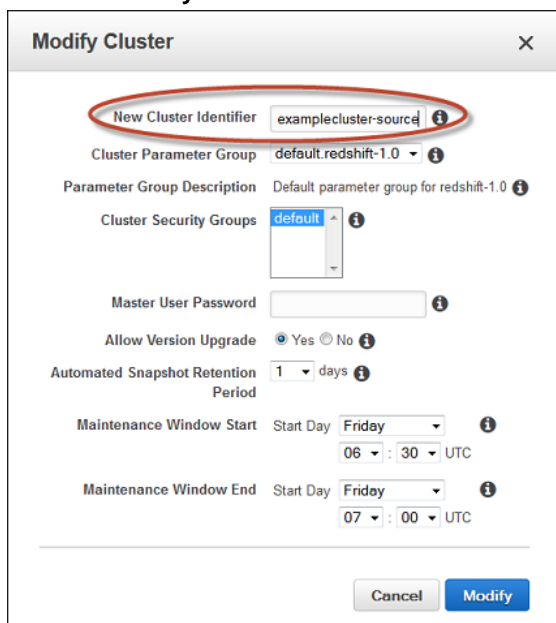 Modify Cluster ×
New Cluster Identifier examplecluster-source
Cluster Parameter Group default.redshift-1.0
Parameter Group Description Default parameter group for redshift-1.0
Cluster Security Groups default
Master User Password
Allow Version Upgrade Yes No
Automated Snapshot Retention 1 days
Period
Maintenance Window Start Start Day Friday
06 : 30 UTC
Maintenance Window End Start Day Friday
07 : 00 UTC
Cancel Modify